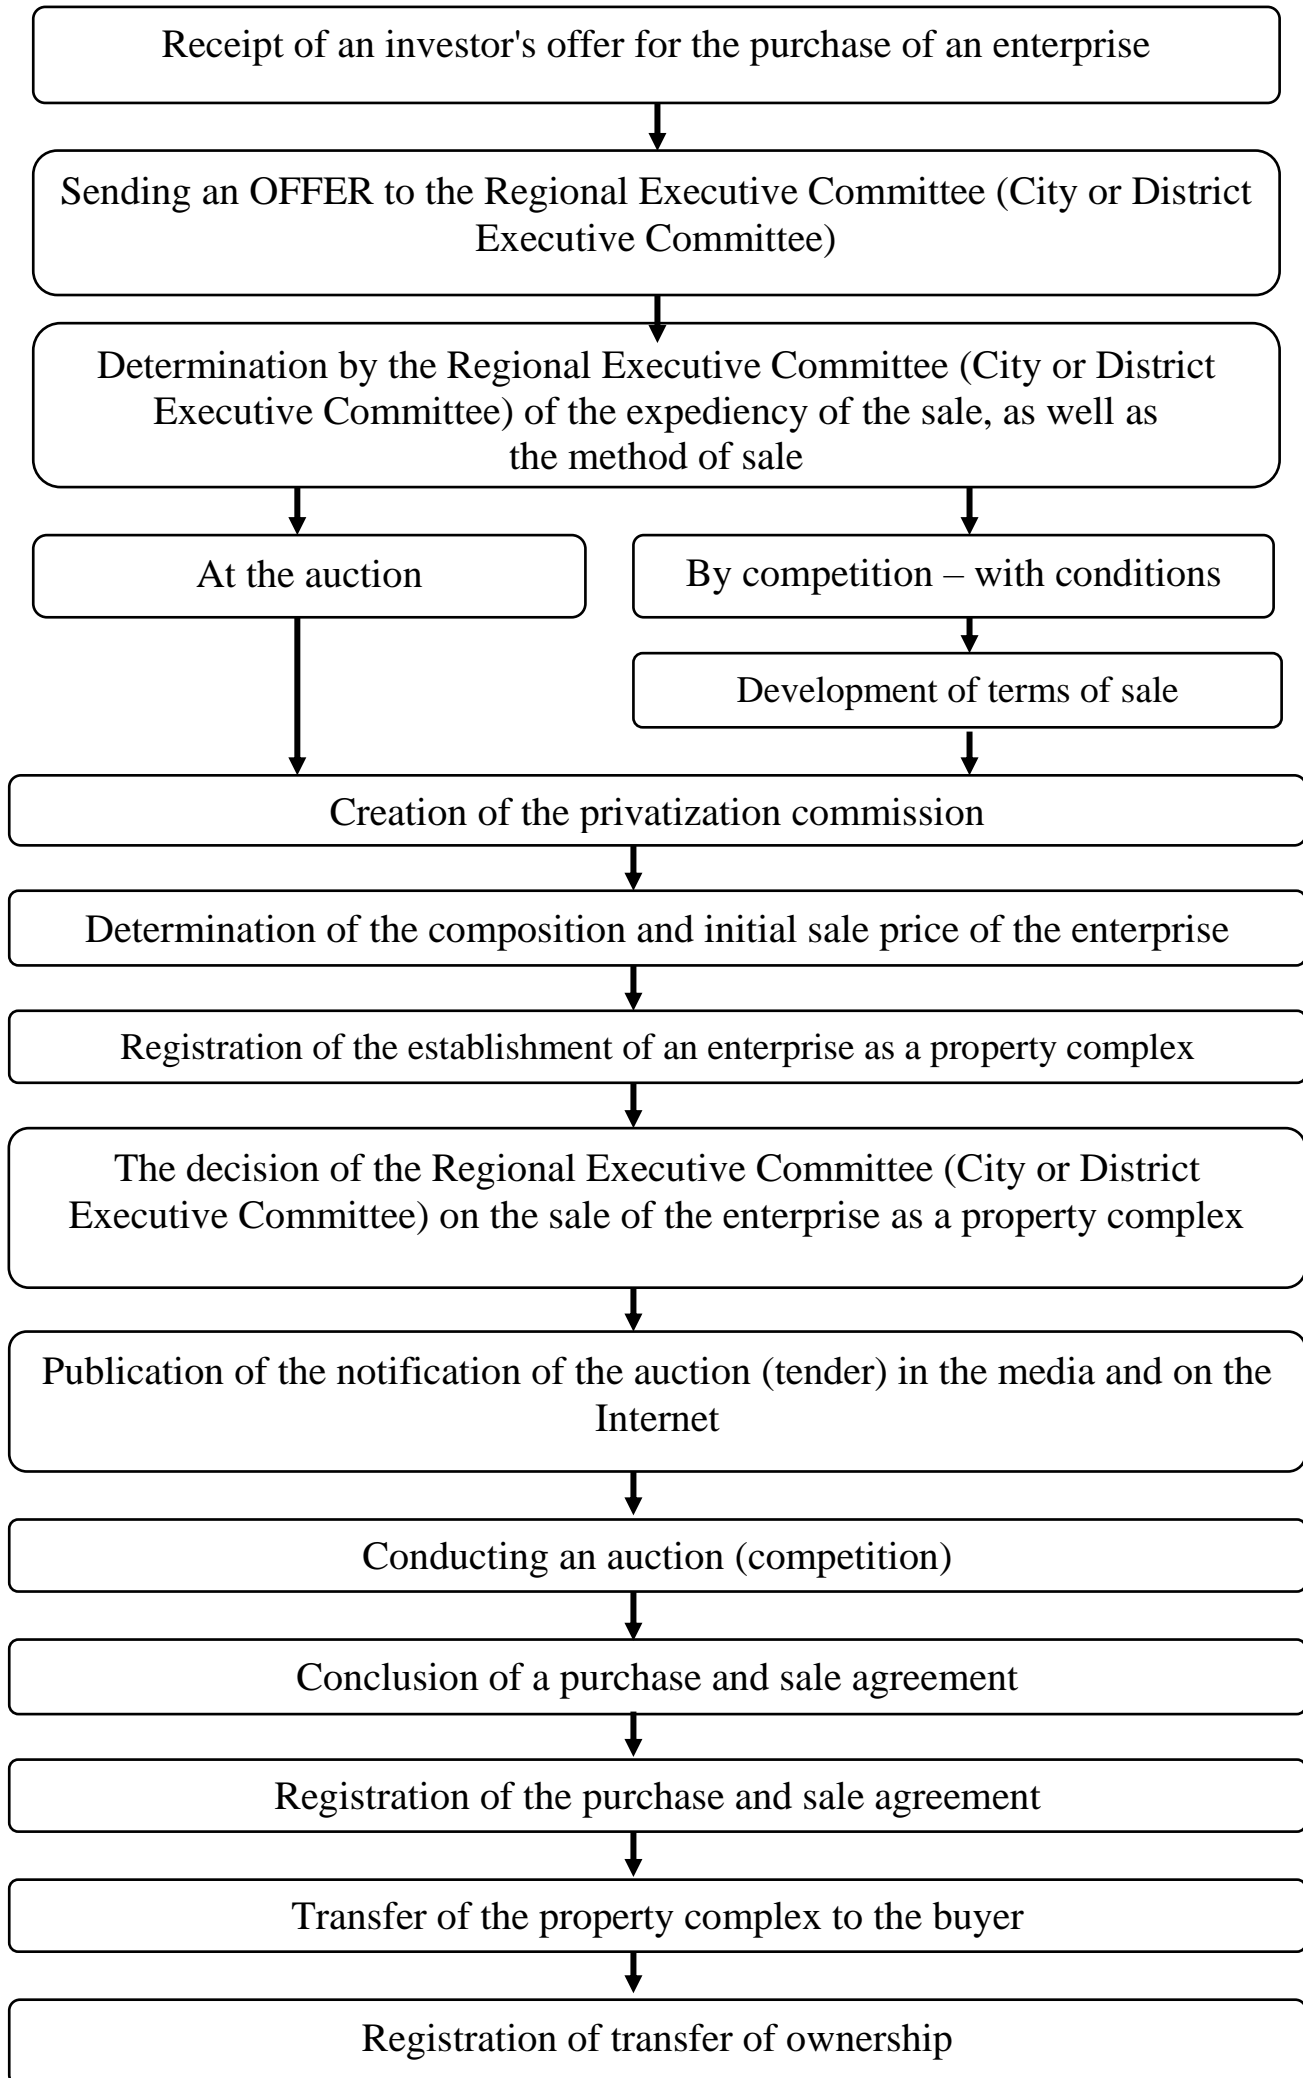 Receipt of an investor's offer for the purchase of an enterprise
Sending an OFFER to the Regional Executive Committee (City or District
Executive Committee)
Determination by the Regional Executive Committee (City or District
Executive Committee) of the expediency of the sale, as well as
the method of sale
At the auction
By competition – with conditions
Development of terms of sale
Creation of the privatization commission
Determination of the composition and initial sale price of the enterprise
Registration of the establishment of an enterprise as a property complex
The decision of the Regional Executive Committee (City or District
Executive Committee) on the sale of the enterprise as a property complex
Publication of the notification of the auction (tender) in the media and on the
Internet
Conducting an auction (competition)
Conclusion of a purchase and sale agreement
Registration of the purchase and sale agreement
Transfer of the property complex to the buyer
Registration of transfer of ownership